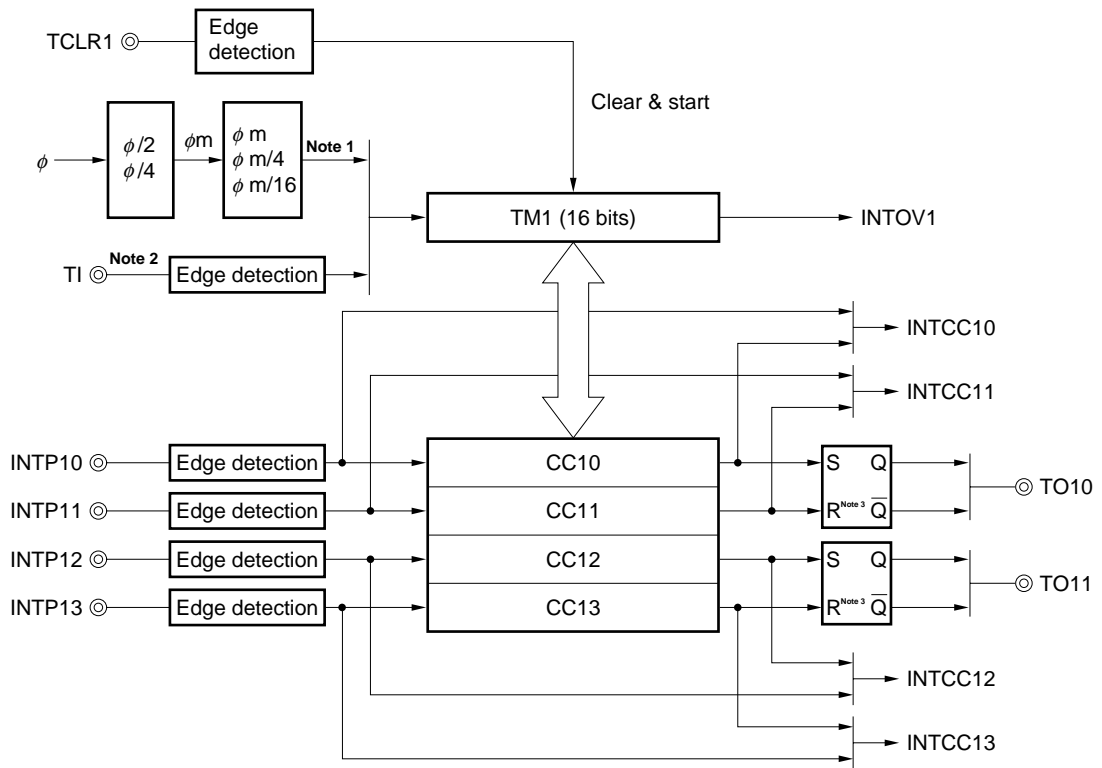 TCLR1
Edge
detection
Clear & start
ϕ
ϕ/2
ϕ/4
ϕm
ϕ m
ϕ m/4
ϕ m/16
Note 1
TM1 (16 bits)
INTOV1
TI
Note 2
Edge detection
INTCC10
INTCC11
INTP10
Edge detection
CC10
S Q
TO10
INTP11
Edge detection
CC11
R Note 3 Q̅
INTP12
Edge detection
CC12
S Q
TO11
INTP13
Edge detection
CC13
R Note 3 Q̅
INTCC12
INTCC13